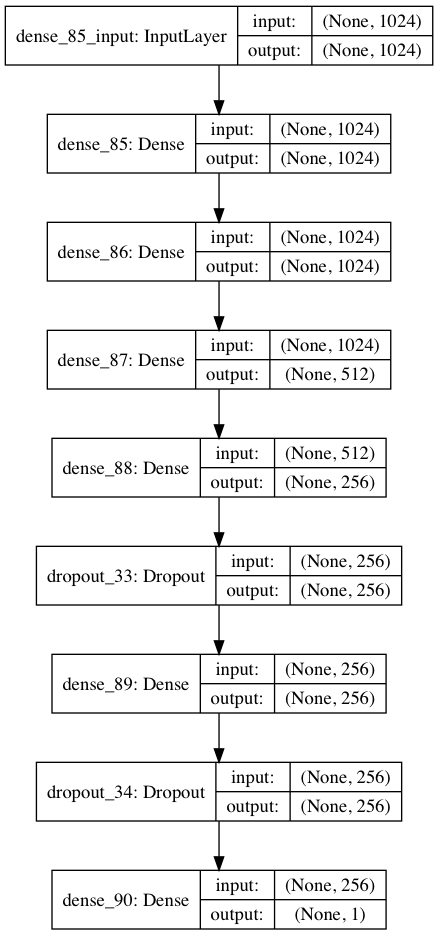 dense_85_input: InputLayer
input: (None, 1024)
output: (None, 1024)
dense_85: Dense
input: (None, 1024)
output: (None, 1024)
dense_86: Dense
input: (None, 1024)
output: (None, 1024)
dense_87: Dense
input: (None, 1024)
output: (None, 512)
dense_88: Dense
input: (None, 512)
output: (None, 256)
dropout_33: Dropout
input: (None, 256)
output: (None, 256)
dense_89: Dense
input: (None, 256)
output: (None, 256)
dropout_34: Dropout
input: (None, 256)
output: (None, 256)
dense_90: Dense
input: (None, 256)
output: (None, 1)